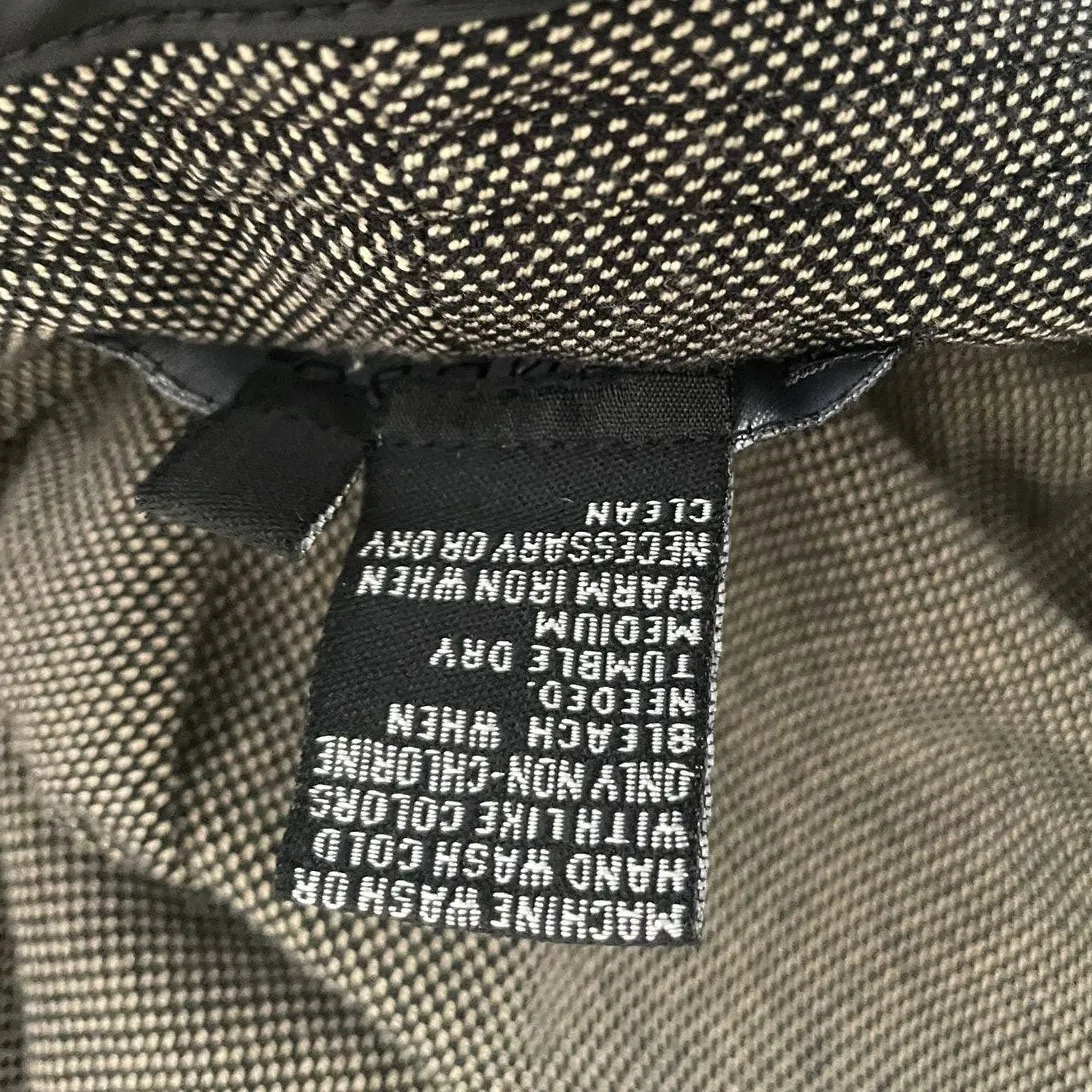 MACHINE WASH OR
HAND WASH COLD
WITH LIKE COLORS
ONLY NON-CHLORINE
BLEACH WHEN
NEEDED.
TUMBLE DRY
MEDIUM
WARM IRON WHEN
NECESSARY OR DRY
CLEAN